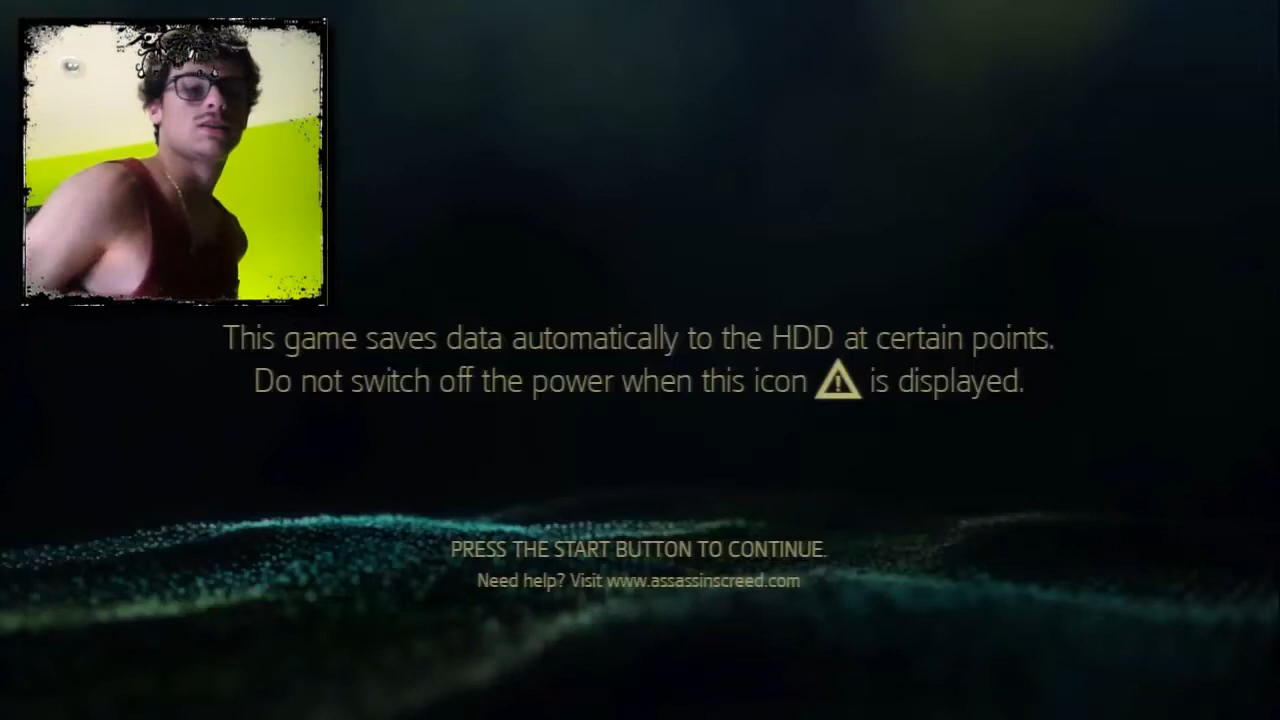 This game saves data automatically to the HDD at certain points.
Do not switch off the power when this icon is displayed.
PRESS THE START BUTTON TO CONTINUE.
Need help? Visit www.assassinscreed.com